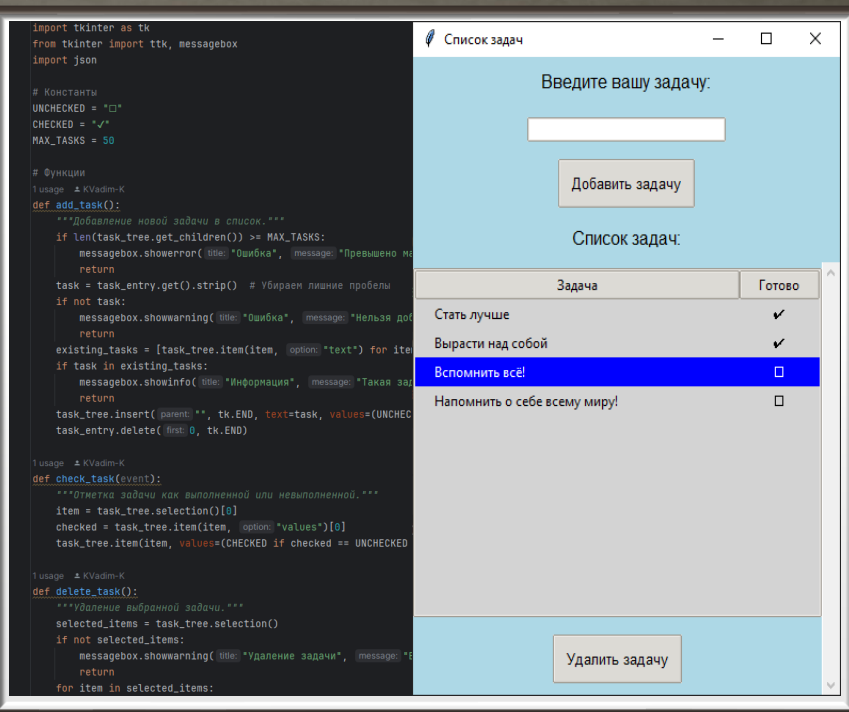 import tkinter as tk
from tkinter import ttk, messagebox
import json
# Константы
UNCHECKED = "☐"
CHECKED = "✓"
MAX_TASKS = 50
# Функции
1 usage KVadim-K
def add_task():
"""Добавление новой задачи в список."""
if len(task_tree.get_children()) >= MAX_TASKS:
messagebox.showerror( title: "Ошибка", message: "Превышено
return
task = task_entry.get().strip() # Убираем лишние пробелы
if not task:
messagebox.showwarning( title: "Ошибка", message: "Нельзя
return
existing_tasks = [task_tree.item(item, option: "text") for
if task in existing_tasks:
messagebox.showinfo( title: "Информация", message: "Такая
return
task_tree.insert( parent: "", tk.END, text=task, values=(UNCHEC
task_entry.delete( first: 0, tk.END)
1 usage KVadim-K
def check_task(event):
"""Отметка задачи как выполненной или невыполненной."""
item = task_tree.selection()[0]
checked = task_tree.item(item, option: "values")[0]
task_tree.item(item, values=(CHECKED if checked == UNCHECKED
1 usage KVadim-K
def delete_task():
"""Удаление выбранной задачи."""
selected_items = task_tree.selection()
if not selected_items:
messagebox.showwarning( title: "Удаление задачи", message:
return
for item in selected_items:
Список задач
Введите вашу задачу:
Добавить задачу
Список задач:
Задача Готово
Стать лучше ✔
Вырасти над собой ✔
Вспомнить всё! ☐
Напомнить о себе всему миру! ☐
Удалить задачу